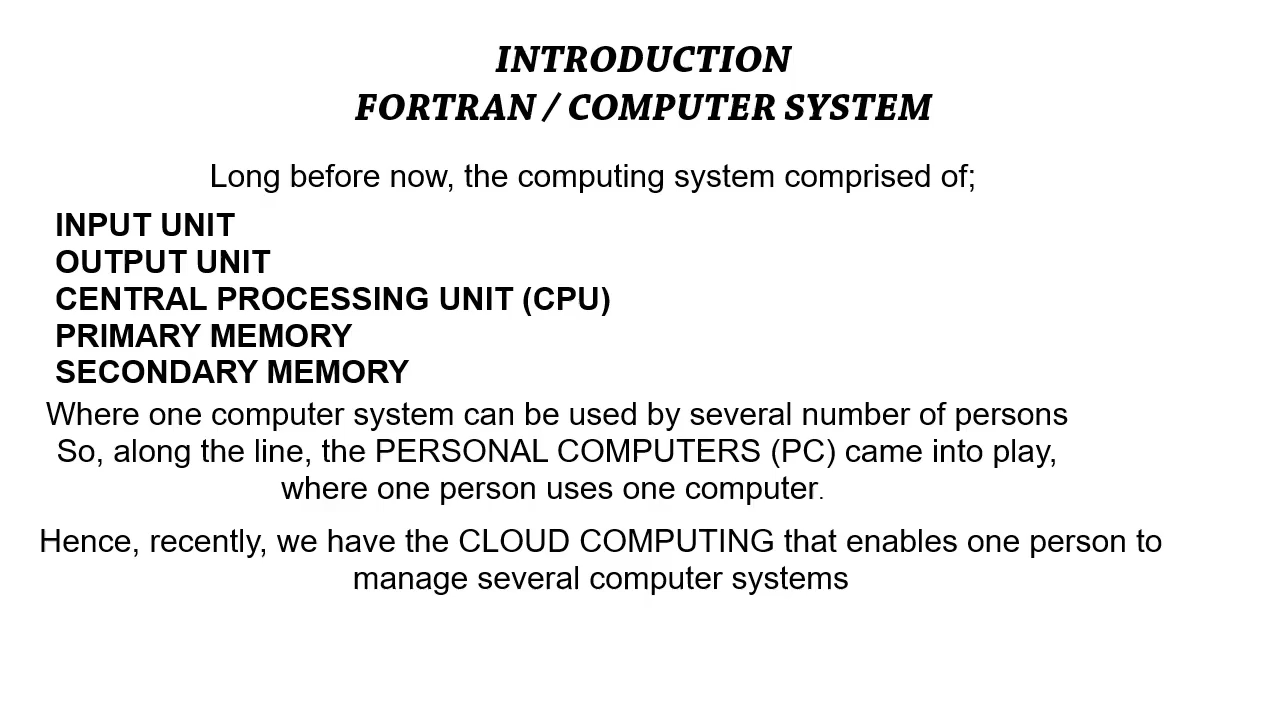 INTRODUCTION
FORTRAN / COMPUTER SYSTEM
Long before now, the computing system comprised of;
INPUT UNIT
OUTPUT UNIT
CENTRAL PROCESSING UNIT (CPU)
PRIMARY MEMORY
SECONDARY MEMORY
Where one computer system can be used by several number of persons
So, along the line, the PERSONAL COMPUTERS (PC) came into play,
where one person uses one computer.
Hence, recently, we have the CLOUD COMPUTING that enables one person to
manage several computer systems